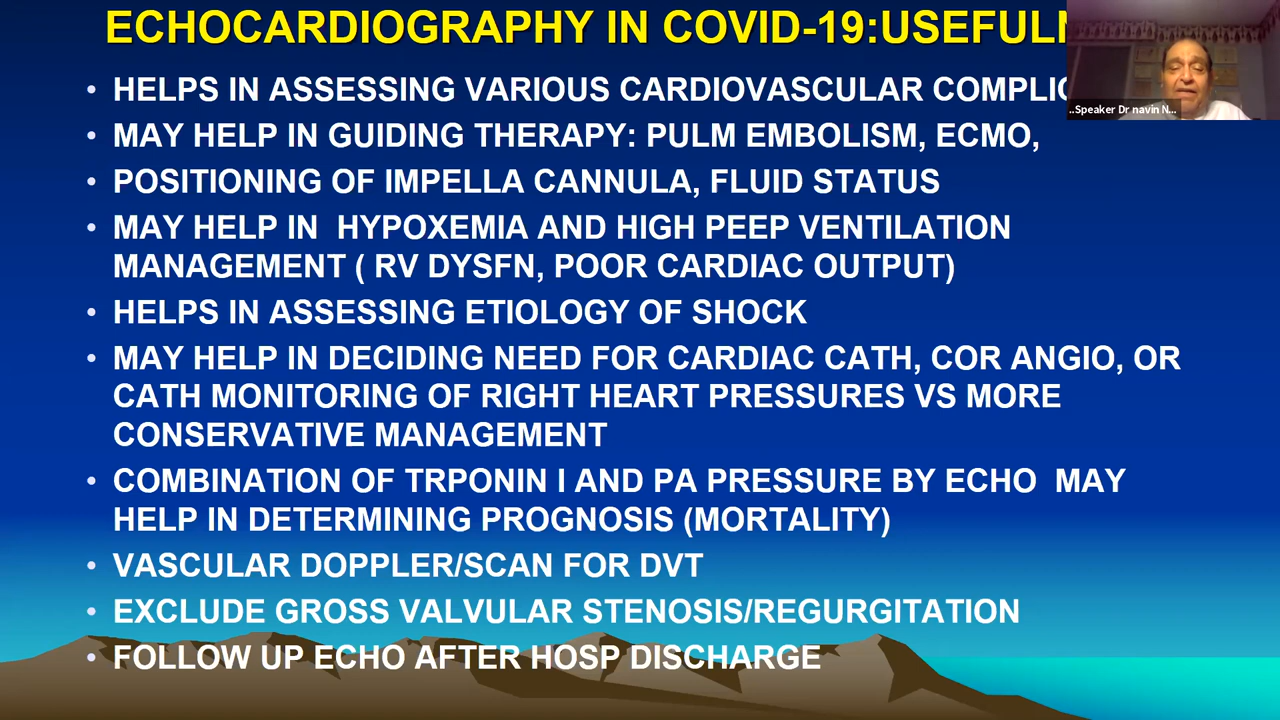 ECHOCARDIOGRAPHY IN COVID-19:USEFULN
• HELPS IN ASSESSING VARIOUS CARDIOVASCULAR
• MAY HELP IN GUIDING THERAPY: PULM EMBOLISM, ECMO,
• POSITIONING OF IMPELLA CANNULA, FLUID STATUS
• MAY HELP IN HYPOXEMIA AND HIGH PEEP VENTILATION
MANAGEMENT ( RV DYSFN, POOR CARDIAC OUTPUT)
• HELPS IN ASSESSING ETIOLOGY OF SHOCK
• MAY HELP IN DECIDING NEED FOR CARDIAC CATH, COR ANGIO, OR
CATH MONITORING OF RIGHT HEART PRESSURES VS MORE
CONSERVATIVE MANAGEMENT
• COMBINATION OF TRPONIN I AND PA PRESSURE BY ECHO MAY
HELP IN DETERMINING PROGNOSIS (MORTALITY)
• VASCULAR DOPPLER/SCAN FOR DVT
• EXCLUDE GROSS VALVULAR STENOSIS/REGURGITATION
• FOLLOW UP ECHO AFTER HOSP DISCHARGE
..Speaker Dr navin N...